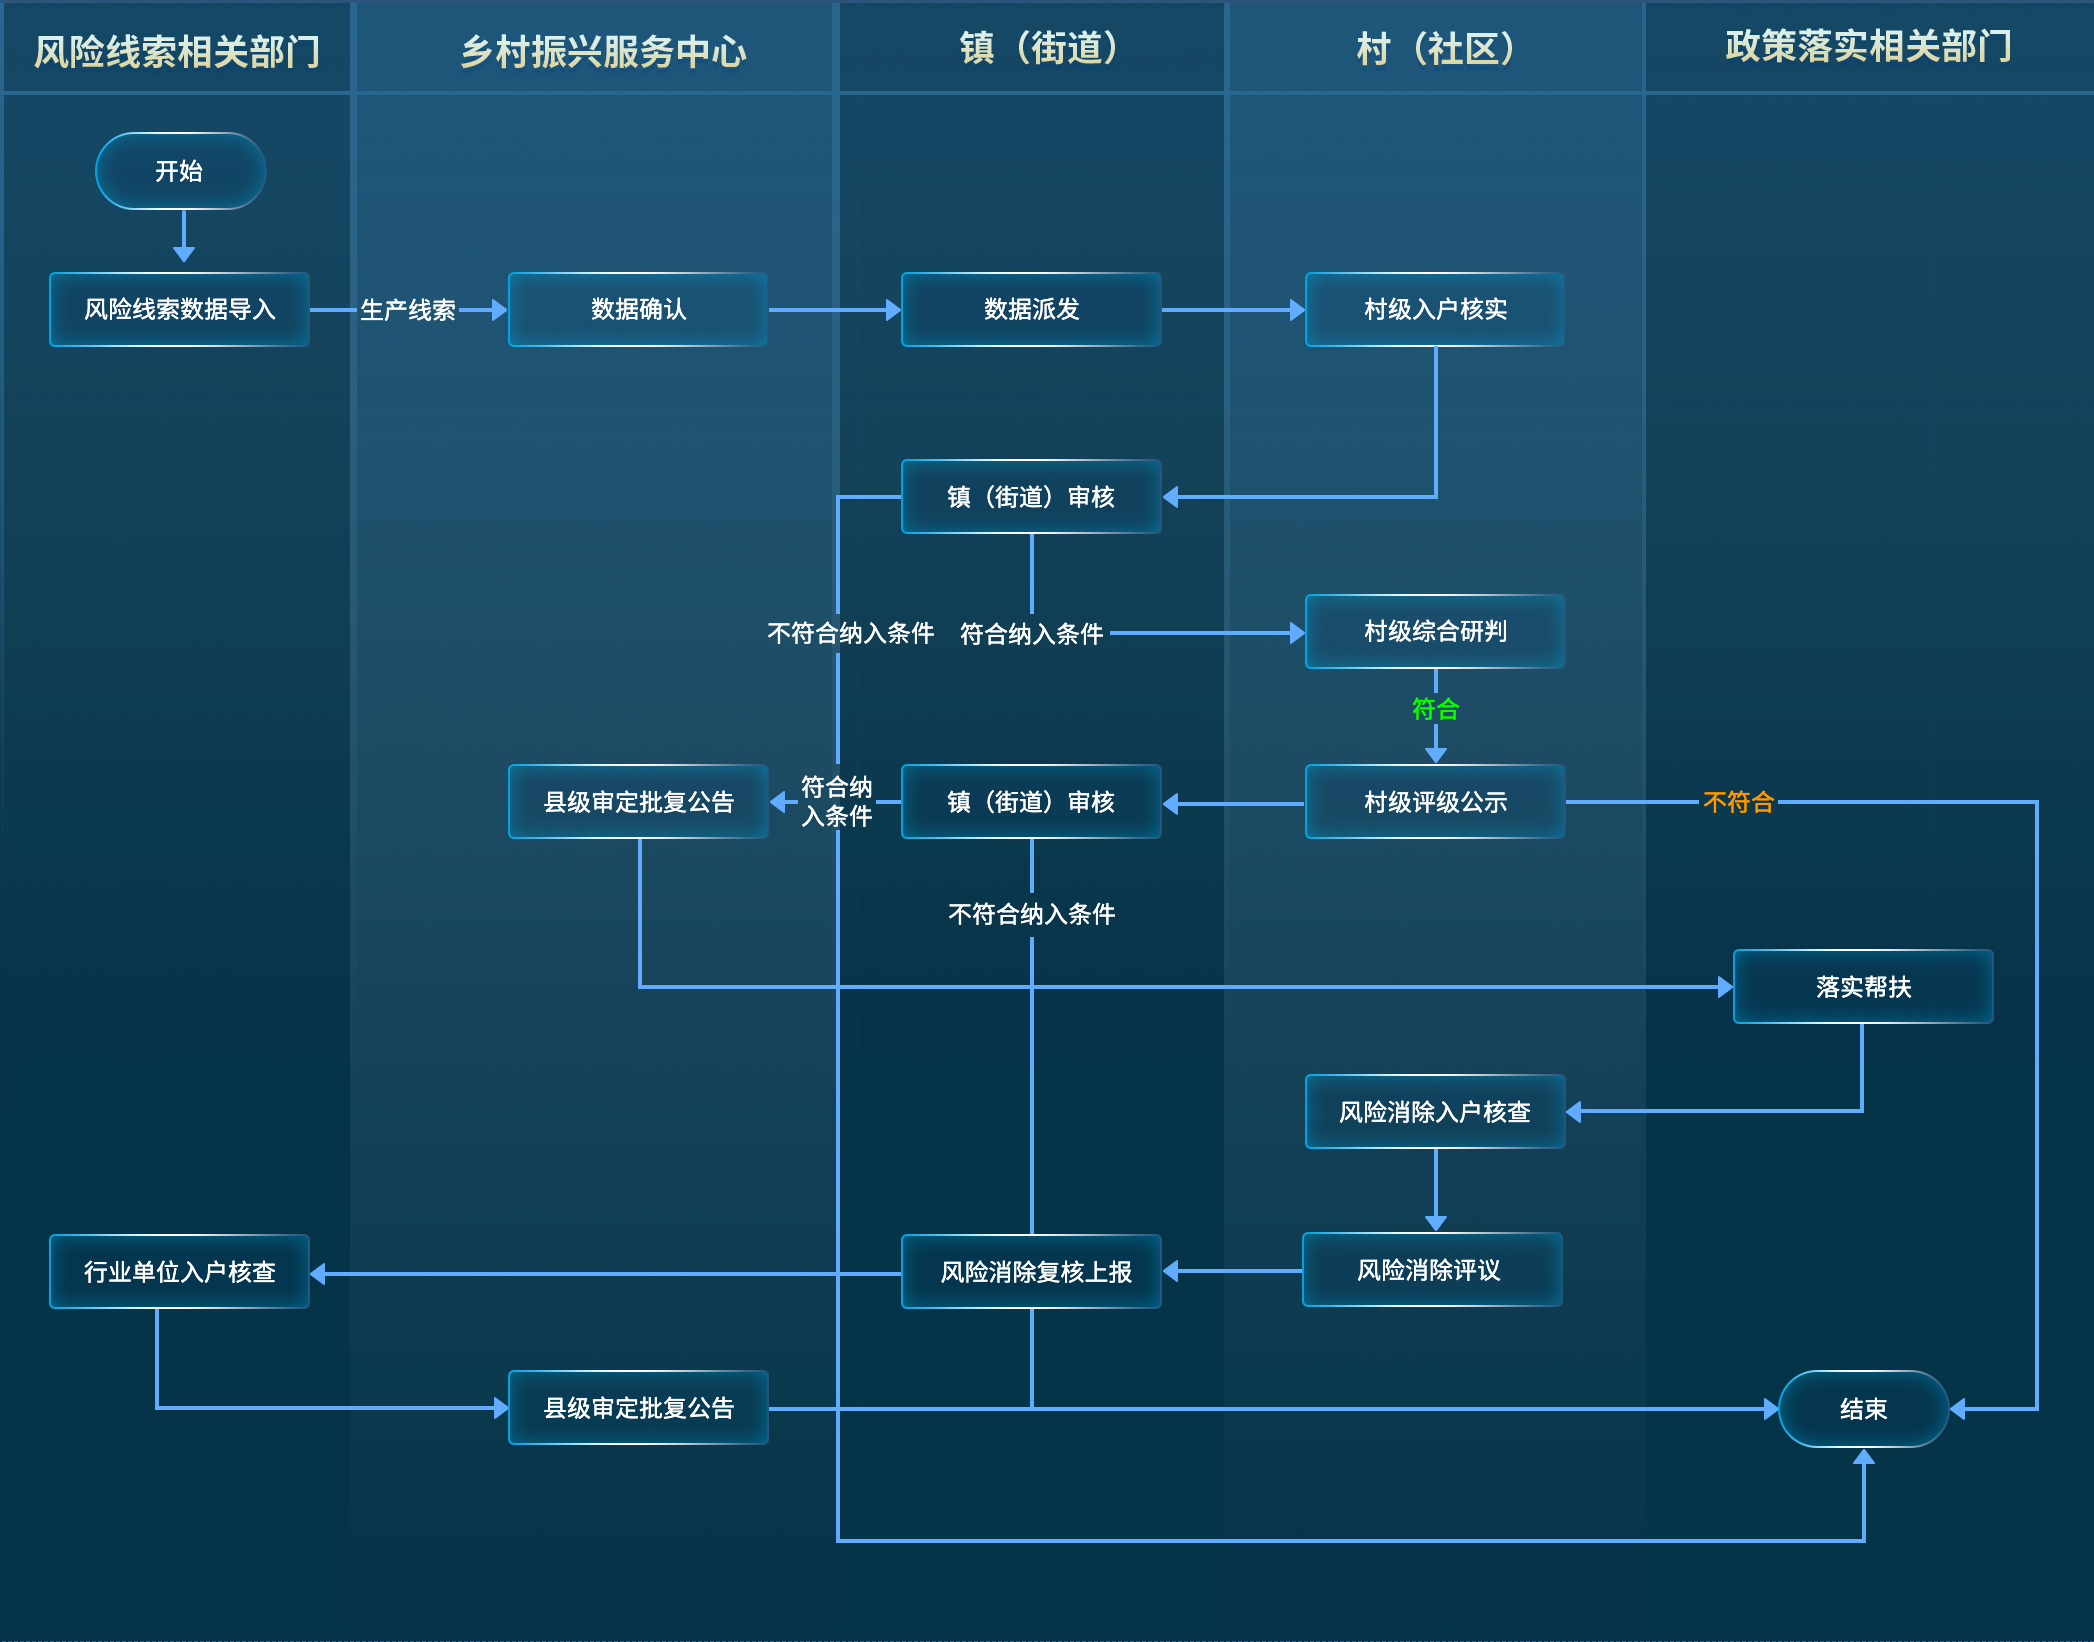 风险线索相关部门
乡村振兴服务中心
镇（街道）
村（社区）
政策落实相关部门
开始
风险线索数据导入
生产线索
数据确认
数据派发
村级入户核实
镇（街道）审核
不符合纳入条件
符合纳入条件
村级综合研判
符合
县级审定批复公告
符合纳
入条件
镇（街道）审核
村级评级公示
不符合
不符合纳入条件
落实帮扶
风险消除入户核查
行业单位入户核查
风险消除复核上报
风险消除评议
县级审定批复公告
结束